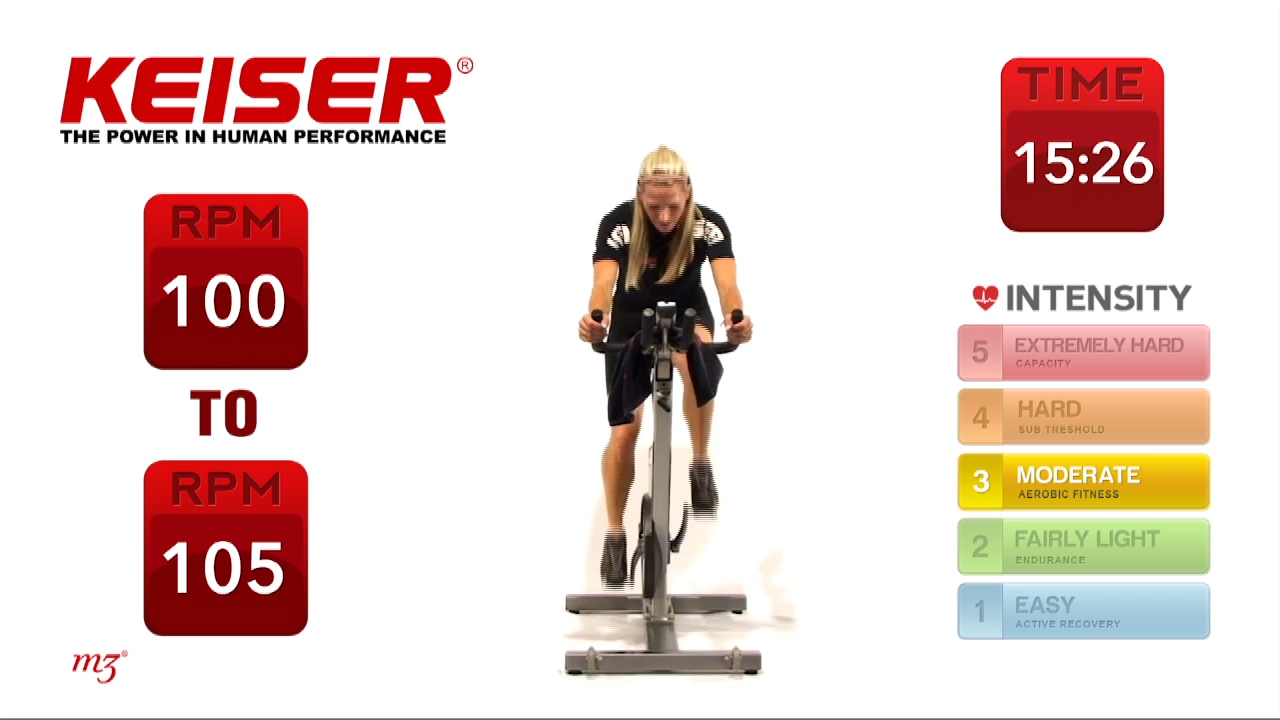 KEISER®
THE POWER IN HUMAN PERFORMANCE
RPM
100
TO
RPM
105
m3®
TIME
15:26
INTENSITY
5 EXTREMELY HARD
CAPACITY
4 HARD
SUB TRESHOLD
3 MODERATE
AEROBIC FITNESS
2 FAIRLY LIGHT
ENDURANCE
1 EASY
ACTIVE RECOVERY